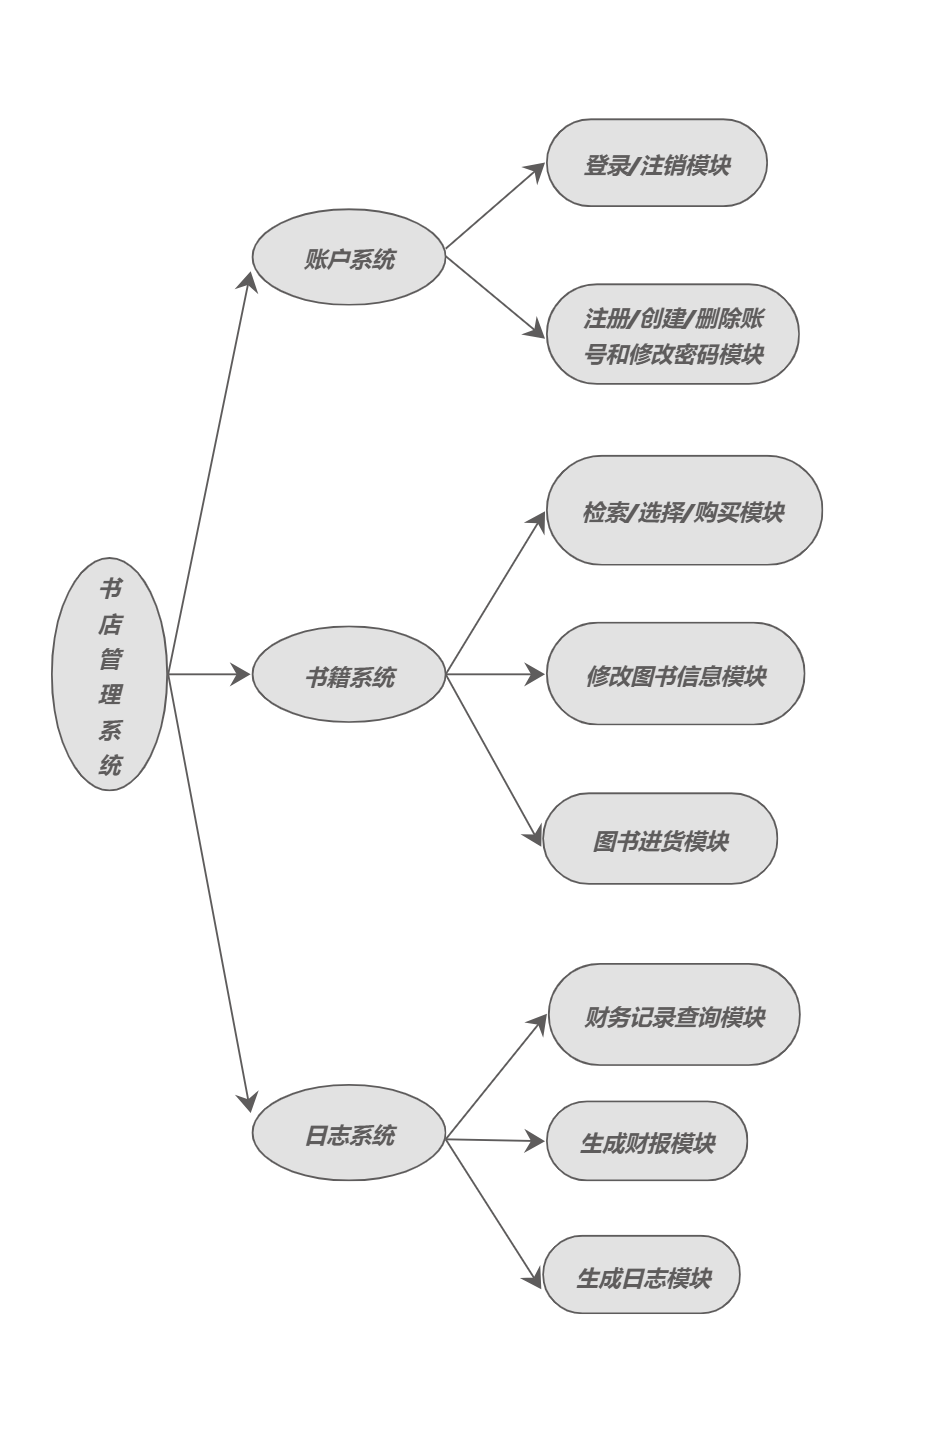 登录/注销模块
账户系统
注册/创建/删除账
号和修改密码模块
检索/选择/购买模块
书
店
管
理
系
统
书籍系统
修改图书信息模块
图书进货模块
财务记录查询模块
日志系统
生成财报模块
生成日志模块